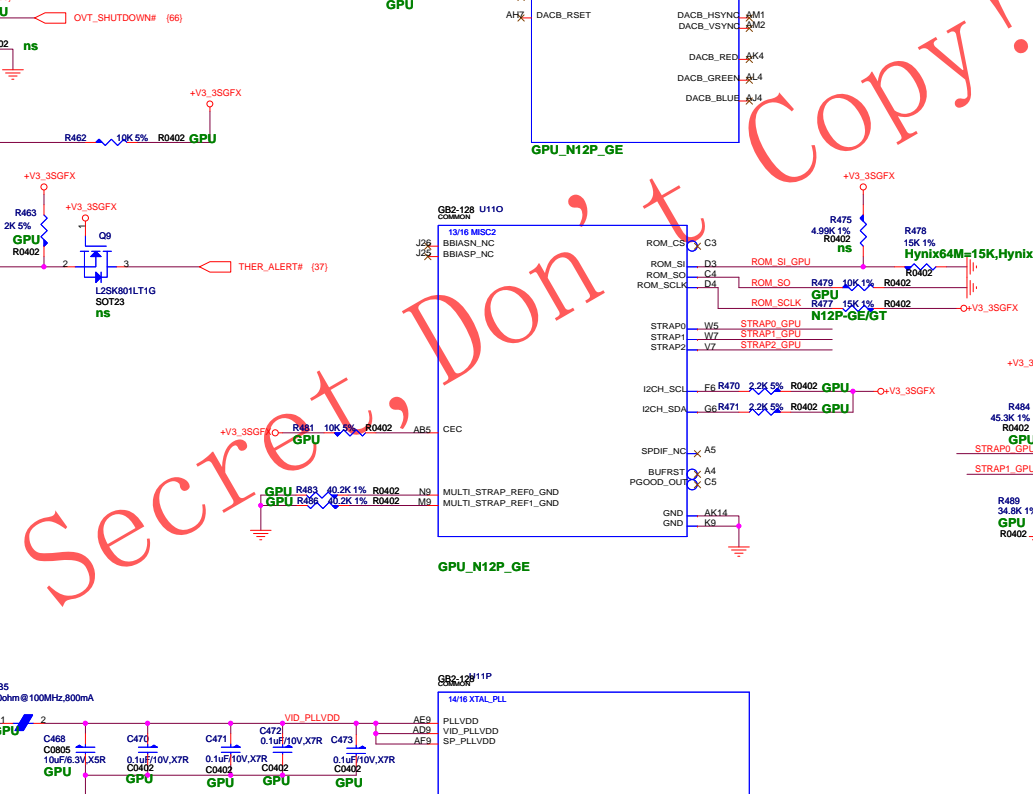 U
GPU
OVT_SHUTDOWN# (66)
AH7 DACB_RSET
DACB_HSYNC AM1
DACB_VSYNC AM2
02 ns
DACB_RED AK4
DACB_GREEN AL4
DACB_BLUE AJ4
+V3_3SGFX
R462 10K 5% R0402 GPU
GPU_N12P_GE
+V3_3SGFX
+V3_3SGFX
R463
2K 5%
GPU
R0402
1
Q9
2 3
THER_ALERT# (37)
L2SK801LT1G
SOT23
ns
GB2-128 U11O
COMMON
13/16 MISC2
J26 BBIASN_NC
J25 BBIASP_NC
ROM_CS C3
ROM_SI D3 ROM_SI_GPU
ROM_SO C4 ROM_SO
ROM_SCLK D4 ROM_SCLK
+V3_3SGFX
R475
4.99K 1%
R0402
ns
R478
15K 1%
Hynix64M=15K,Hynix
R0402
R479 10K 1% R0402
GPU
R477 15K 1% R0402
+V3_3SGFX
N12P-GE/GT
STRAP0 W5 STRAP0_GPU
STRAP1 W7 STRAP1_GPU
STRAP2 V7 STRAP2_GPU
I2CH_SCL F6 R470 2.2K 5% R0402 GPU
+V3_3SGFX
I2CH_SDA G6 R471 2.2K 5% R0402 GPU
+V3_3SGFX R481 10K 5% R0402 AB5 CEC
GPU
SPDIF_NC A5
BUFRST A4
PGOOD_OUT C5
GPU R483 40.2K 1% R0402 N9 MULTI_STRAP_REF0_GND
GPU R486 40.2K 1% R0402 M9 MULTI_STRAP_REF1_GND
GND AK14
GND K9
GPU_N12P_GE
+V3_3
R484
45.3K 1%
R0402
GPU
STRAP0_GPU
STRAP1_GPU
R489
34.8K 1%
GPU
R0402
Secret, Don't Copy!
GB2-128 U11P
COMMON
14/16 XTAL_PLL
B5
0ohm@100MHz,800mA
1 2
GPU
VID_PLLVDD
AE9 PLLVDD
AD9 VID_PLLVDD
AF9 SP_PLLVDD
C468
C0805
10uF/6.3V,X5R
GPU
C470
0.1uF/10V,X7R
C0402
GPU
C471
0.1uF/10V,X7R
C0402
GPU
C472
0.1uF/10V,X7R
C0402
GPU
C473
0.1uF/10V,X7R
C0402
GPU